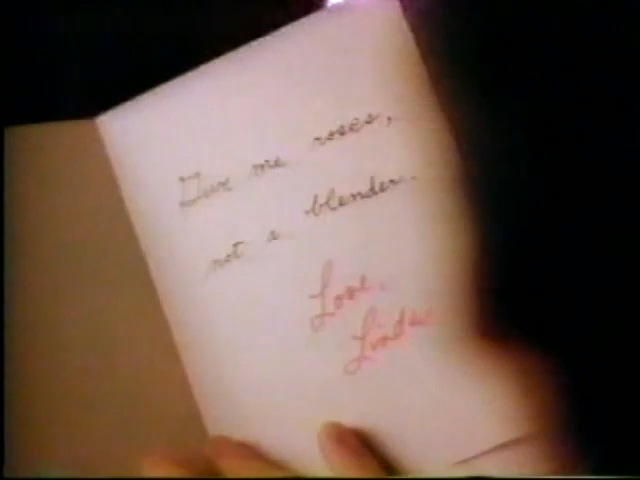 Give me roses,
not a blender.
Love,
Linda